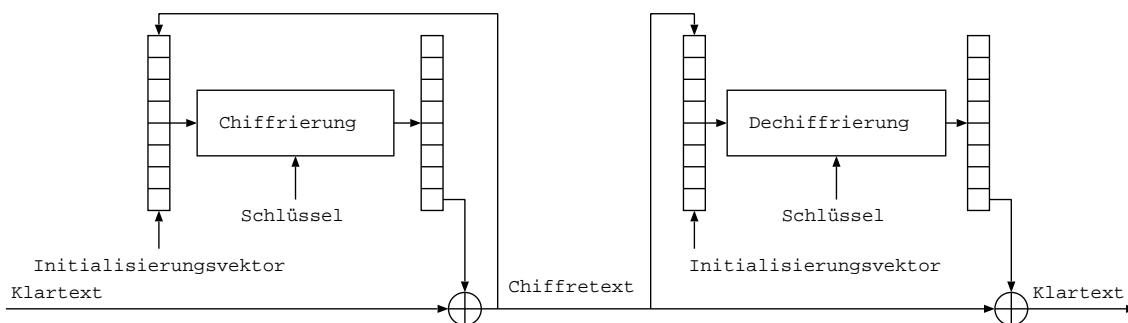 Chiffrierung
Dechiffrierung
Schlüssel
Schlüssel
Initialisierungsvektor
Initialisierungsvektor
Klartext
Chiffretext
Klartext